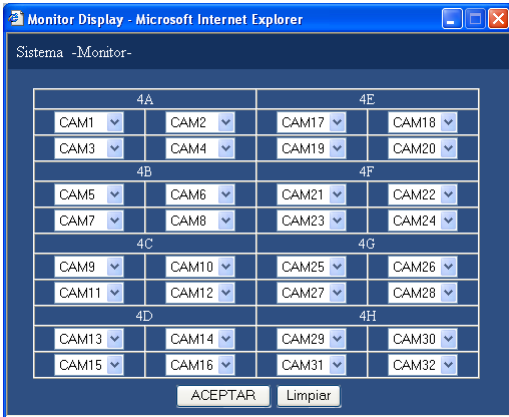 Monitor Display - Microsoft Internet Explorer
Sistema -Monitor-
4A 4E
CAM1 CAM2 CAM17 CAM18
CAM3 CAM4 CAM19 CAM20
4B 4F
CAM5 CAM6 CAM21 CAM22
CAM7 CAM8 CAM23 CAM24
4C 4G
CAM9 CAM10 CAM25 CAM26
CAM11 CAM12 CAM27 CAM28
4D 4H
CAM13 CAM14 CAM29 CAM30
CAM15 CAM16 CAM31 CAM32
ACEPTAR Limpiar